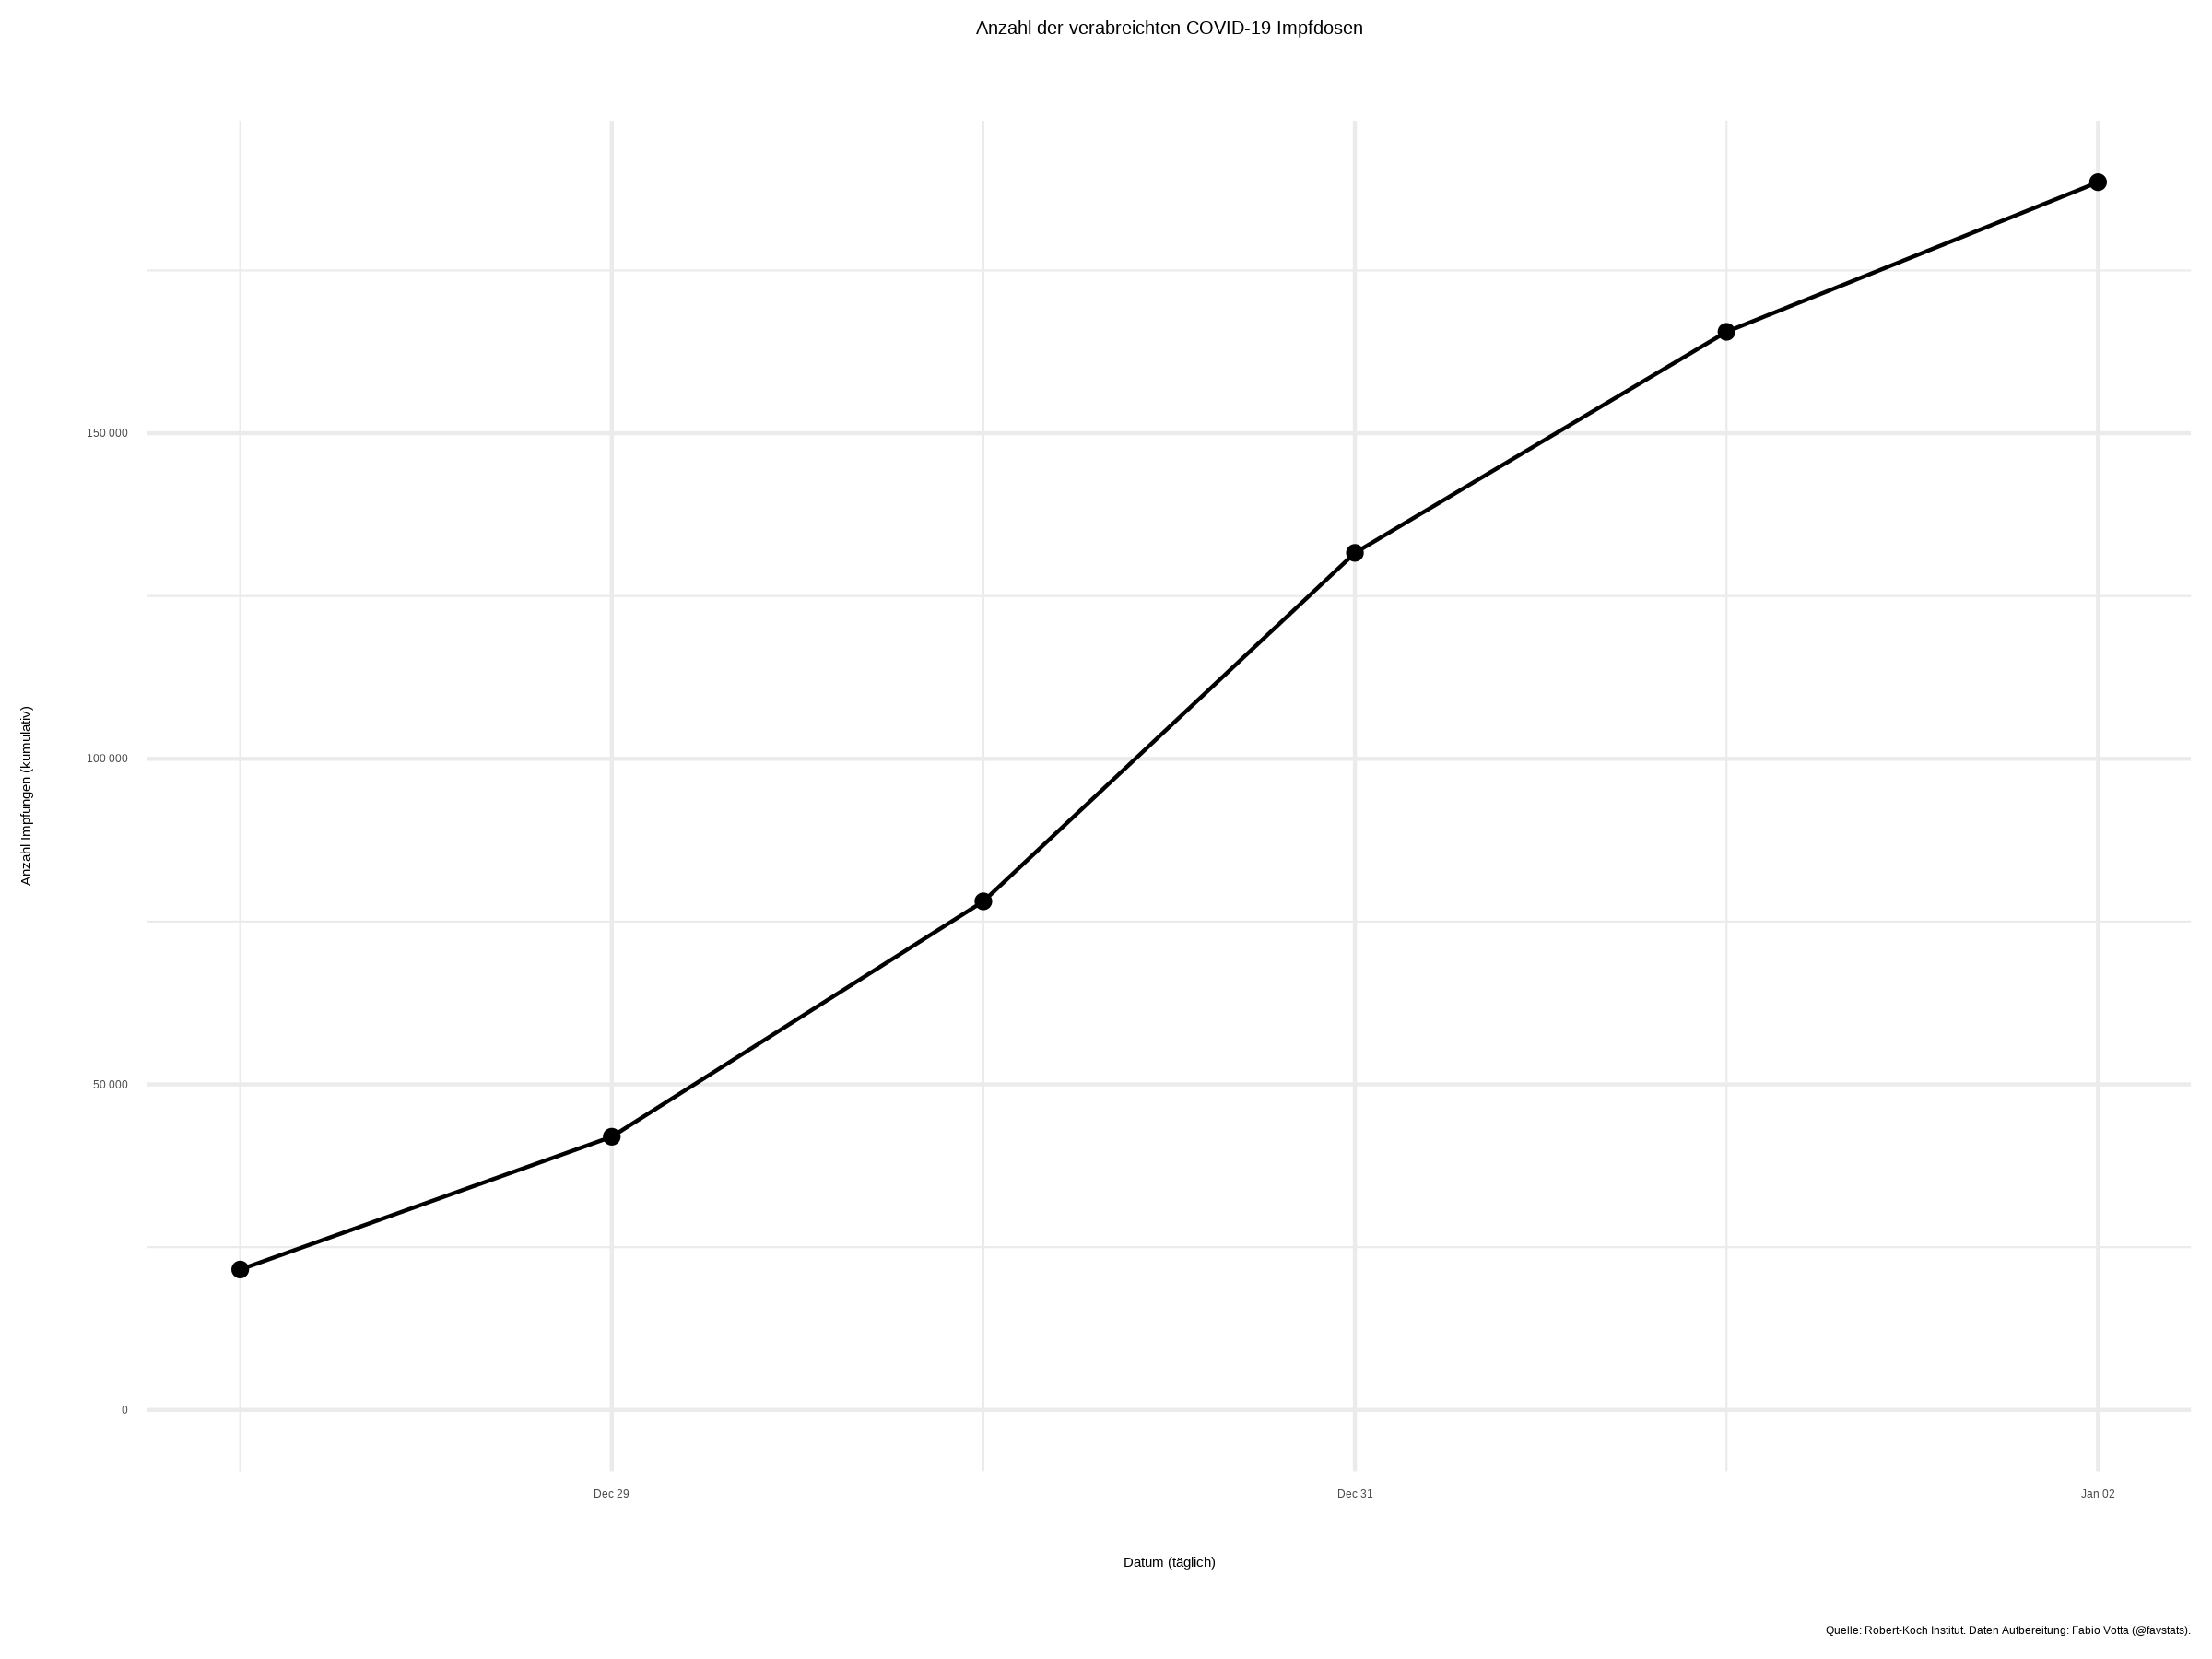 Anzahl der verabreichten COVID-19 Impfdosen
Anzahl Impfungen (kumulativ)
150 000
100 000
50 000
0
Dec 29
Dec 31
Jan 02
Datum (täglich)
Quelle: Robert-Koch Institut. Daten Aufbereitung: Fabio Votta (@favstats).